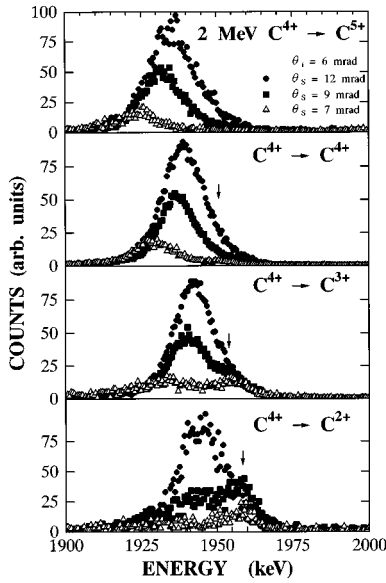 100
2 MeV C4+ → C5+
75
θi = 6 mrad
● θS = 12 mrad
50
■ θS = 9 mrad
25
△ θS = 7 mrad
0
C4+ → C4+
75
50
25
0
C4+ → C3+
75
50
25
0
C4+ → C2+
75
50
25
0
COUNTS (arb. units)
1900 1925 1950 1975 2000
ENERGY (keV)